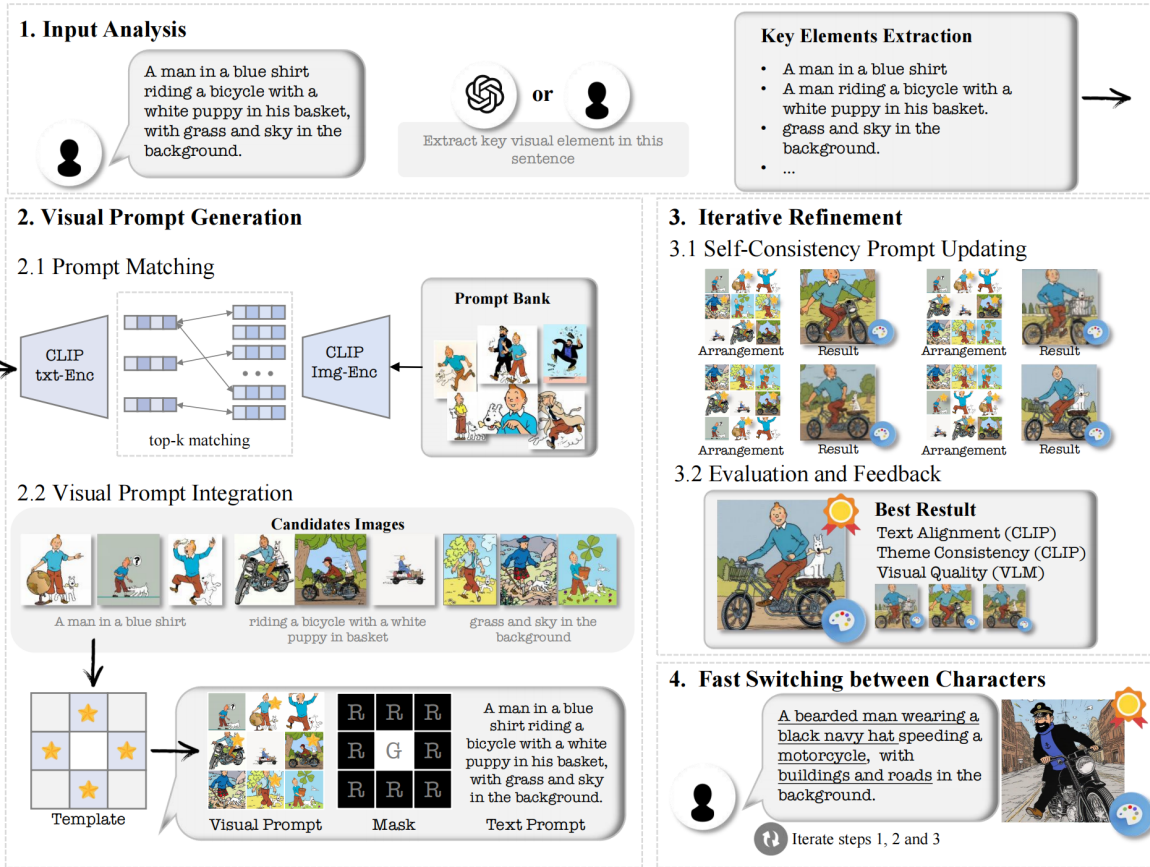 1. Input Analysis
A man in a blue shirt
riding a bicycle with a
white puppy in his basket,
with grass and sky in the
background.
or
Extract key visual element in this
sentence
Key Elements Extraction
• A man in a blue shirt
• A man riding a bicycle with a
white puppy in his basket.
• grass and sky in the
background.
• ...
2. Visual Prompt Generation
2.1 Prompt Matching
CLIP
txt-Enc
top-k matching
CLIP
Img-Enc
Prompt Bank
2.2 Visual Prompt Integration
Candidates Images
A man in a blue shirt
riding a bicycle with a white
puppy in basket
grass and sky in the
background
Template
R R R
R G R
R R R
A man in a blue
shirt riding a
bicycle with a white
puppy in his basket,
with grass and sky
in the background.
Visual Prompt
Mask
Text Prompt
3. Iterative Refinement
3.1 Self-Consistency Prompt Updating
Arrangement Result Arrangement Result
Arrangement Result Arrangement Result
3.2 Evaluation and Feedback
Best Restult
Text Alignment (CLIP)
Theme Consistency (CLIP)
Visual Quality (VLM)
4. Fast Switching between Characters
A bearded man wearing a
black navy hat speeding a
motorcycle, with
buildings and roads in the
background.
Iterate steps 1, 2 and 3